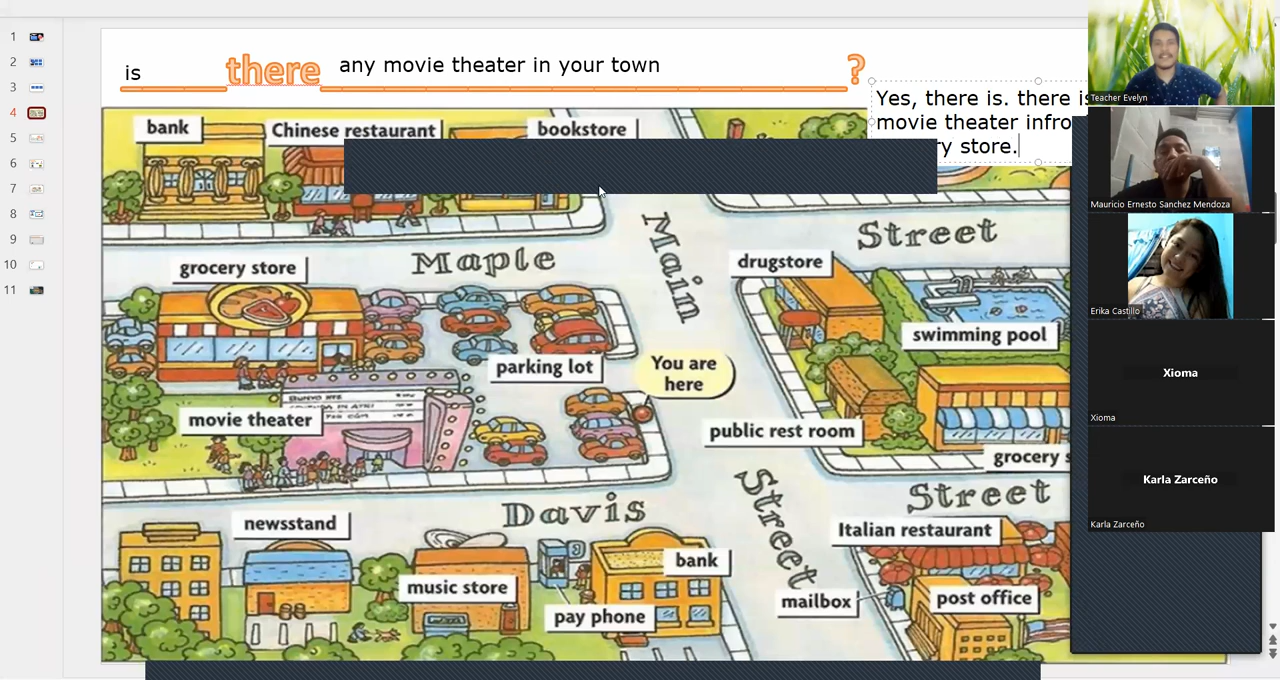 1
2
3
4
5
6
7
8
9
10
11
is there any movie theater in your town ?
Yes, there is. there is
movie theater infro
ry store.
bank
Chinese restaurant
bookstore
Maple
Main
Street
grocery store
drugstore
swimming pool
parking lot
You are
here
movie theater
public rest room
grocery s
Davis
Street
Street
newsstand
Italian restaurant
bank
music store
pay phone
mailbox
post office
Teacher Evelyn
Mauricio Ernesto Sanchez Mendoza
Erika Castillo
Xioma
Xioma
Karla Zarceño
Karla Zarceño